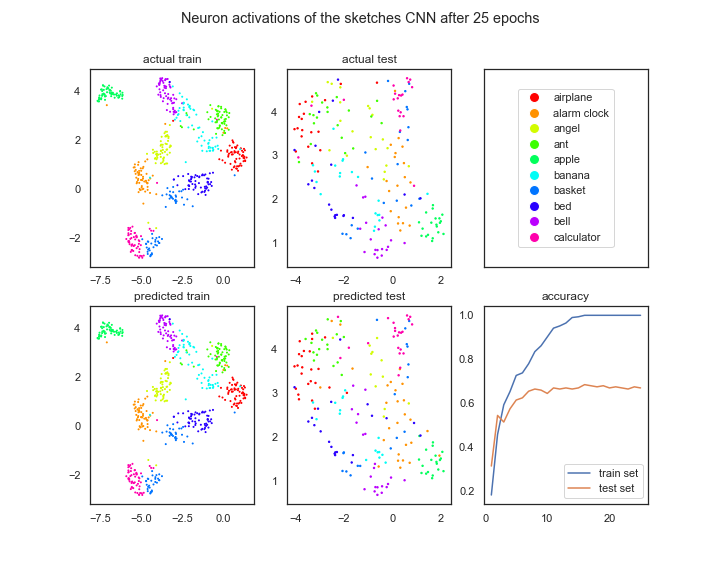 Neuron activations of the sketches CNN after 25 epochs
actual train
4
2
0
−2
−7.5 −5.0 −2.5 0.0
actual test
4
3
2
1
−4 −2 0 2
airplane
alarm clock
angel
ant
apple
banana
basket
bed
bell
calculator
predicted train
4
2
0
−2
−7.5 −5.0 −2.5 0.0
predicted test
4
3
2
1
−4 −2 0 2
accuracy
1.0
0.8
0.6
0.4
0.2
train set
test set
0 10 20